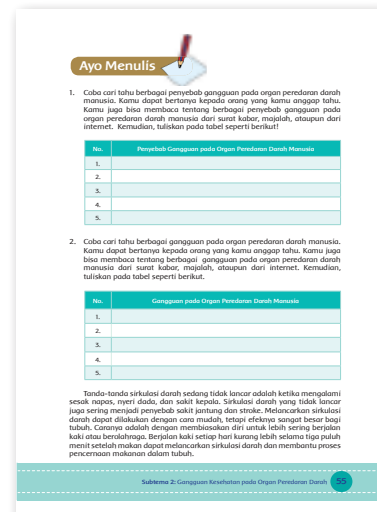 Ayo Menulis
1. Coba cari tahu berbagai penyebab gangguan pada organ peredaran darah
manusia. Kamu dapat bertanya kepada orang yang kamu anggap tahu.
Kamu juga bisa membaca tentang berbagai penyebab gangguan pada
organ peredaran darah manusia dari surat kabar, majalah, ataupun dari
internet. Kemudian, tuliskan pada tabel seperti berikut!
No. Penyebab Gangguan pada Organ Peredaran Darah Manusia
1.
2.
3.
4.
5.
2. Coba cari tahu berbagai gangguan pada organ peredaran darah manusia.
Kamu dapat bertanya kepada orang yang kamu anggap tahu. Kamu juga
bisa membaca tentang berbagai gangguan pada organ peredaran darah
manusia dari surat kabar, majalah, ataupun dari internet. Kemudian,
tuliskan pada tabel seperti berikut.
No. Gangguan pada Organ Peredaran Darah Manusia
1.
2.
3.
4.
5.
Tanda-tanda sirkulasi darah sedang tidak lancar adalah ketika mengalami
sesak napas, nyeri dada, dan sakit kepala. Sirkulasi darah yang tidak lancar
juga sering menjadi penyebab sakit jantung dan stroke. Melancarkan sirkulasi
darah dapat dilakukan dengan cara mudah, tetapi efeknya sangat besar bagi
tubuh. Caranya adalah dengan membiasakan diri untuk lebih sering berjalan
kaki atau berolahraga. Berjalan kaki setiap hari kurang lebih selama tiga puluh
menit setelah makan dapat melancarkan sirkulasi darah dan membantu proses
pencernaan makanan dalam tubuh.
Subtema 2: Gangguan Kesehatan pada Organ Peredaran Darah 55